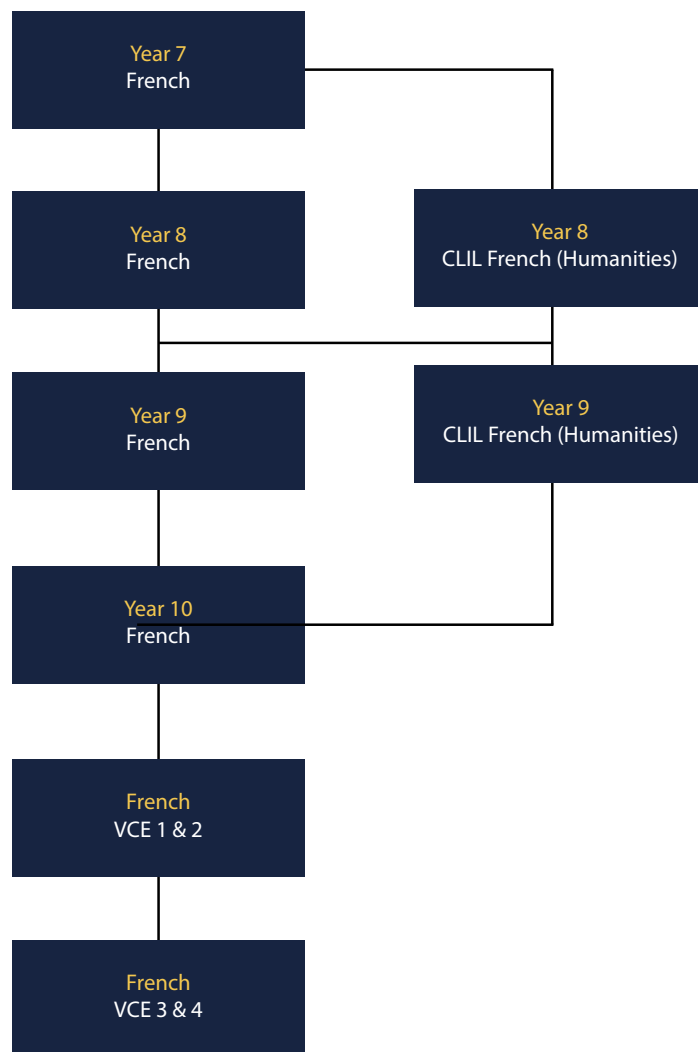 Year 7
French
Year 8
French
Year 8
CLIL French (Humanities)
Year 9
French
Year 9
CLIL French (Humanities)
Year 10
French
French
VCE 1 & 2
French
VCE 3 & 4